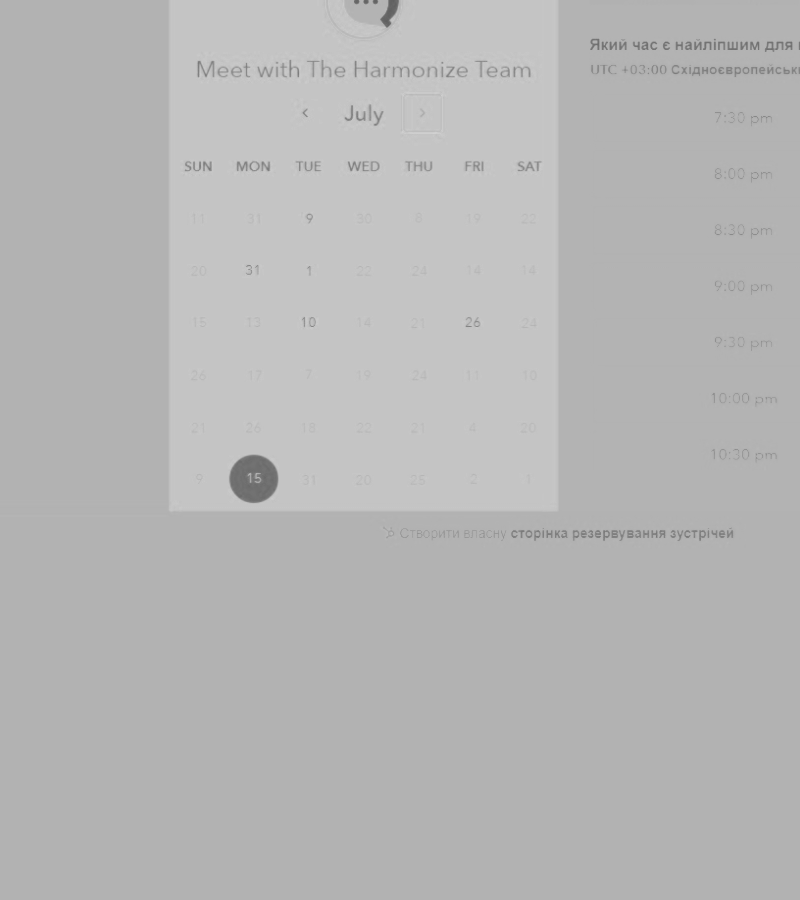 Meet with The Harmonize Team
July
SUN MON TUE WED THU FRI SAT
11 31 9 30 8 19 22
20 31 1 22 24 14 14
15 13 10 14 21 26 24
26 17 7 19 24 11 10
21 26 18 22 21 4 20
9 15 31 20 25 2 1
Який час є найліпшим для
UTC +03:00 Східноєвропейськ
7:30 pm
8:00 pm
8:30 pm
9:00 pm
9:30 pm
10:00 pm
10:30 pm
Створити власну сторінка резервування зустрічей